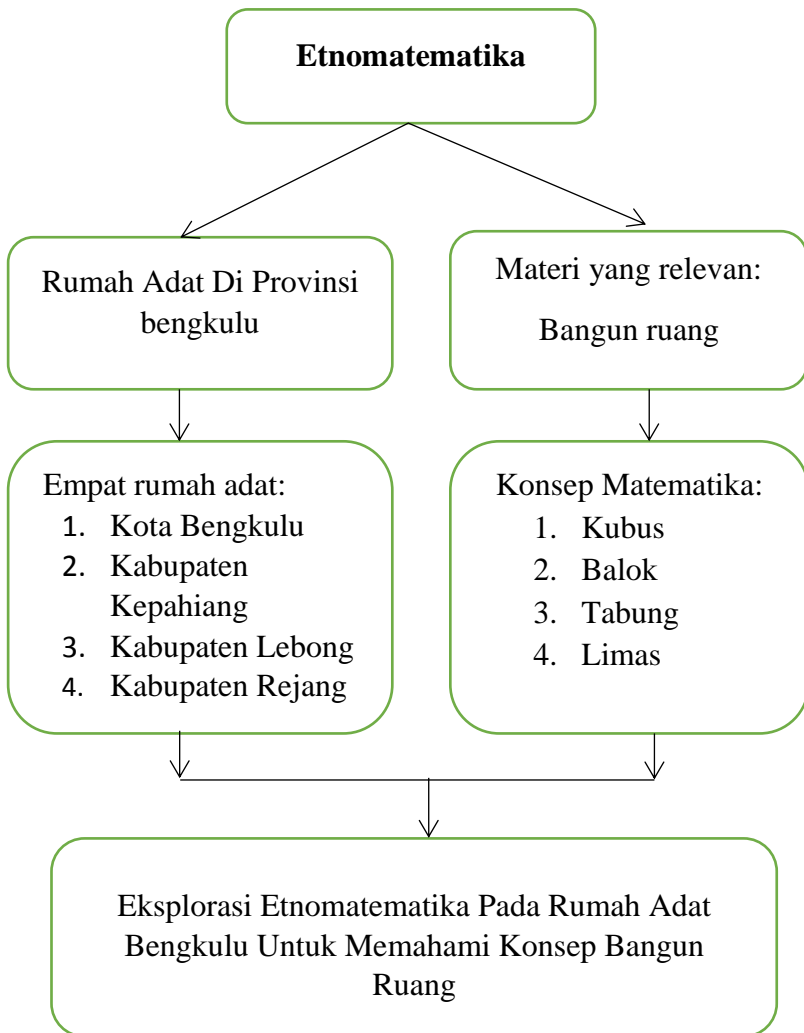 Etnomatematika
Rumah Adat Di Provinsi
bengkulu
Materi yang relevan:
Bangun ruang
Empat rumah adat:
1. Kota Bengkulu
2. Kabupaten
Kepahiang
3. Kabupaten Lebong
4. Kabupaten Rejang
Konsep Matematika:
1. Kubus
2. Balok
3. Tabung
4. Limas
Eksplorasi Etnomatematika Pada Rumah Adat
Bengkulu Untuk Memahami Konsep Bangun
Ruang